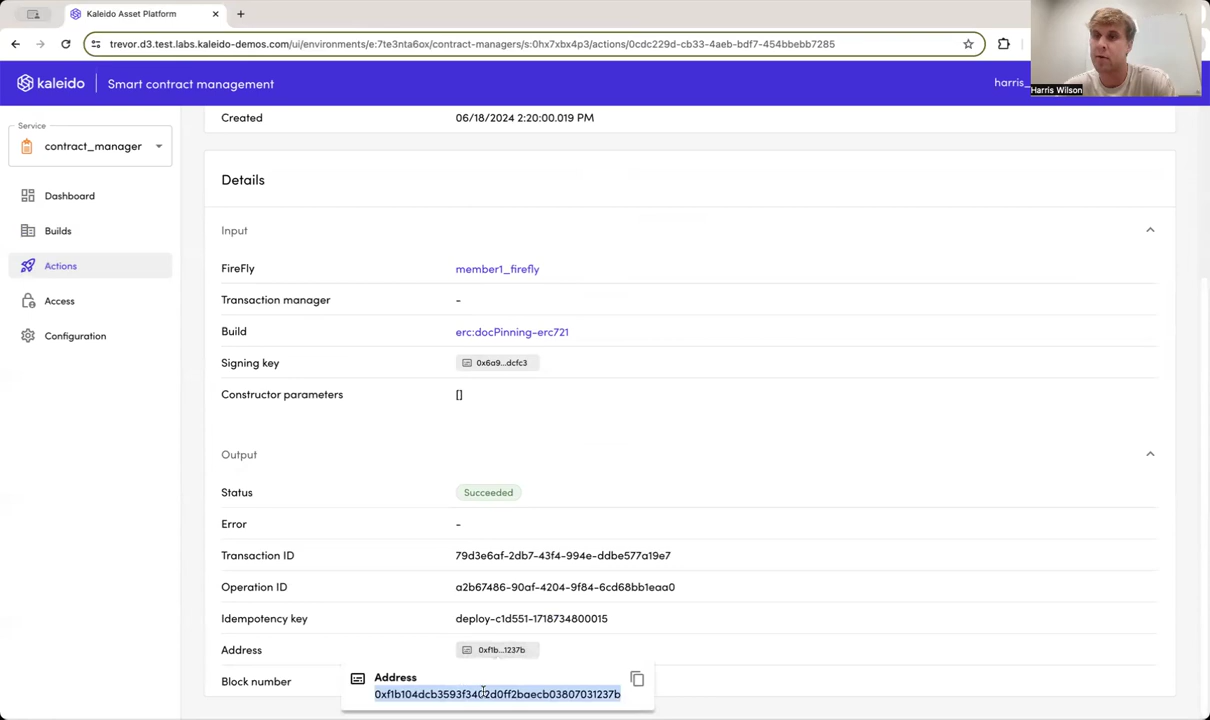 Kaleido Asset Platform
trevor.d3.test.labs.kaleido-demos.com/ui/environments/e:7te3nta6ox/contract-managers/s:0hx7xbx4p3/actions/0cdc229d-cb33-4aeb-bdf7-454bbebb7285
kaleido
Smart contract management
harris_
Harris Wilson
Service
contract_manager
Dashboard
Builds
Actions
Access
Configuration
Created 06/18/2024 2:20:00.019 PM
Details
Input
FireFly member1_firefly
Transaction manager -
Build erc:docPinning-erc721
Signing key 0x6a9...dcfc3
Constructor parameters []
Output
Status Succeeded
Error -
Transaction ID 79d3e6af-2db7-43f4-994e-ddbe577a19e7
Operation ID a2b67486-90af-4204-9f84-6cd68bb1eaa0
Idempotency key deploy-c1d551-1718734800015
Address 0xf1b...1237b
Block number
Address
0xf1b104dcb3593f3402d0ff2baecb03807031237b